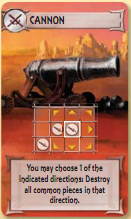 CANNON
You may choose 1 of the
indicated directions: Destroy
all common pieces in that
direction.